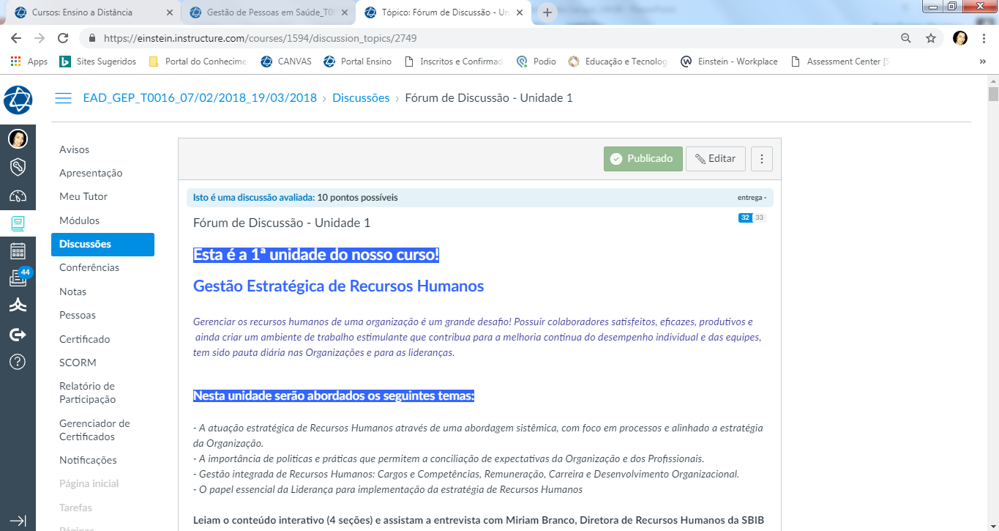 Cursos: Ensino a Distância
Gestão de Pessoas em Saúde_T0
Tópico: Fórum de Discussão - Un
https://einstein.instructure.com/courses/1594/discussion_topics/2749
Apps Sites Sugeridos Portal do Conhecime CANVAS Portal Ensino Inscritos e Confirmad Podio Educação e Tecnolog Einstein - Workplace Assessment Center [S »
EAD_GEP_T0016_07/02/2018_19/03/2018 › Discussões › Fórum de Discussão - Unidade 1
44
Avisos
Apresentação
Meu Tutor
Módulos
Discussões
Conferências
Notas
Pessoas
Certificado
SCORM
Relatório de
Participação
Gerenciador de
Certificados
Notificações
Página inicial
Tarefas
Páginas
Publicado Editar
Isto é uma discussão avaliada: 10 pontos possíveis entrega -
Fórum de Discussão - Unidade 1 32 33
Esta é a 1ª unidade do nosso curso!
Gestão Estratégica de Recursos Humanos
Gerenciar os recursos humanos de uma organização é um grande desafio! Possuir colaboradores satisfeitos, eficazes, produtivos e
ainda criar um ambiente de trabalho estimulante que contribua para a melhoria contínua do desempenho individual e das equipes,
tem sido pauta diária nas Organizações e para as lideranças.
Nesta unidade serão abordados os seguintes temas:
- A atuação estratégica de Recursos Humanos através de uma abordagem sistêmica, com foco em processos e alinhado a estratégia
da Organização.
- A importância de políticas e práticas que permitem a conciliação de expectativas da Organização e dos Profissionais.
- Gestão integrada de Recursos Humanos: Cargos e Competências, Remuneração, Carreira e Desenvolvimento Organizacional.
- O papel essencial da Liderança para implementação da estratégia de Recursos Humanos
Leiam o conteúdo interativo (4 seções) e assistam a entrevista com Miriam Branco, Diretora de Recursos Humanos da SBIB